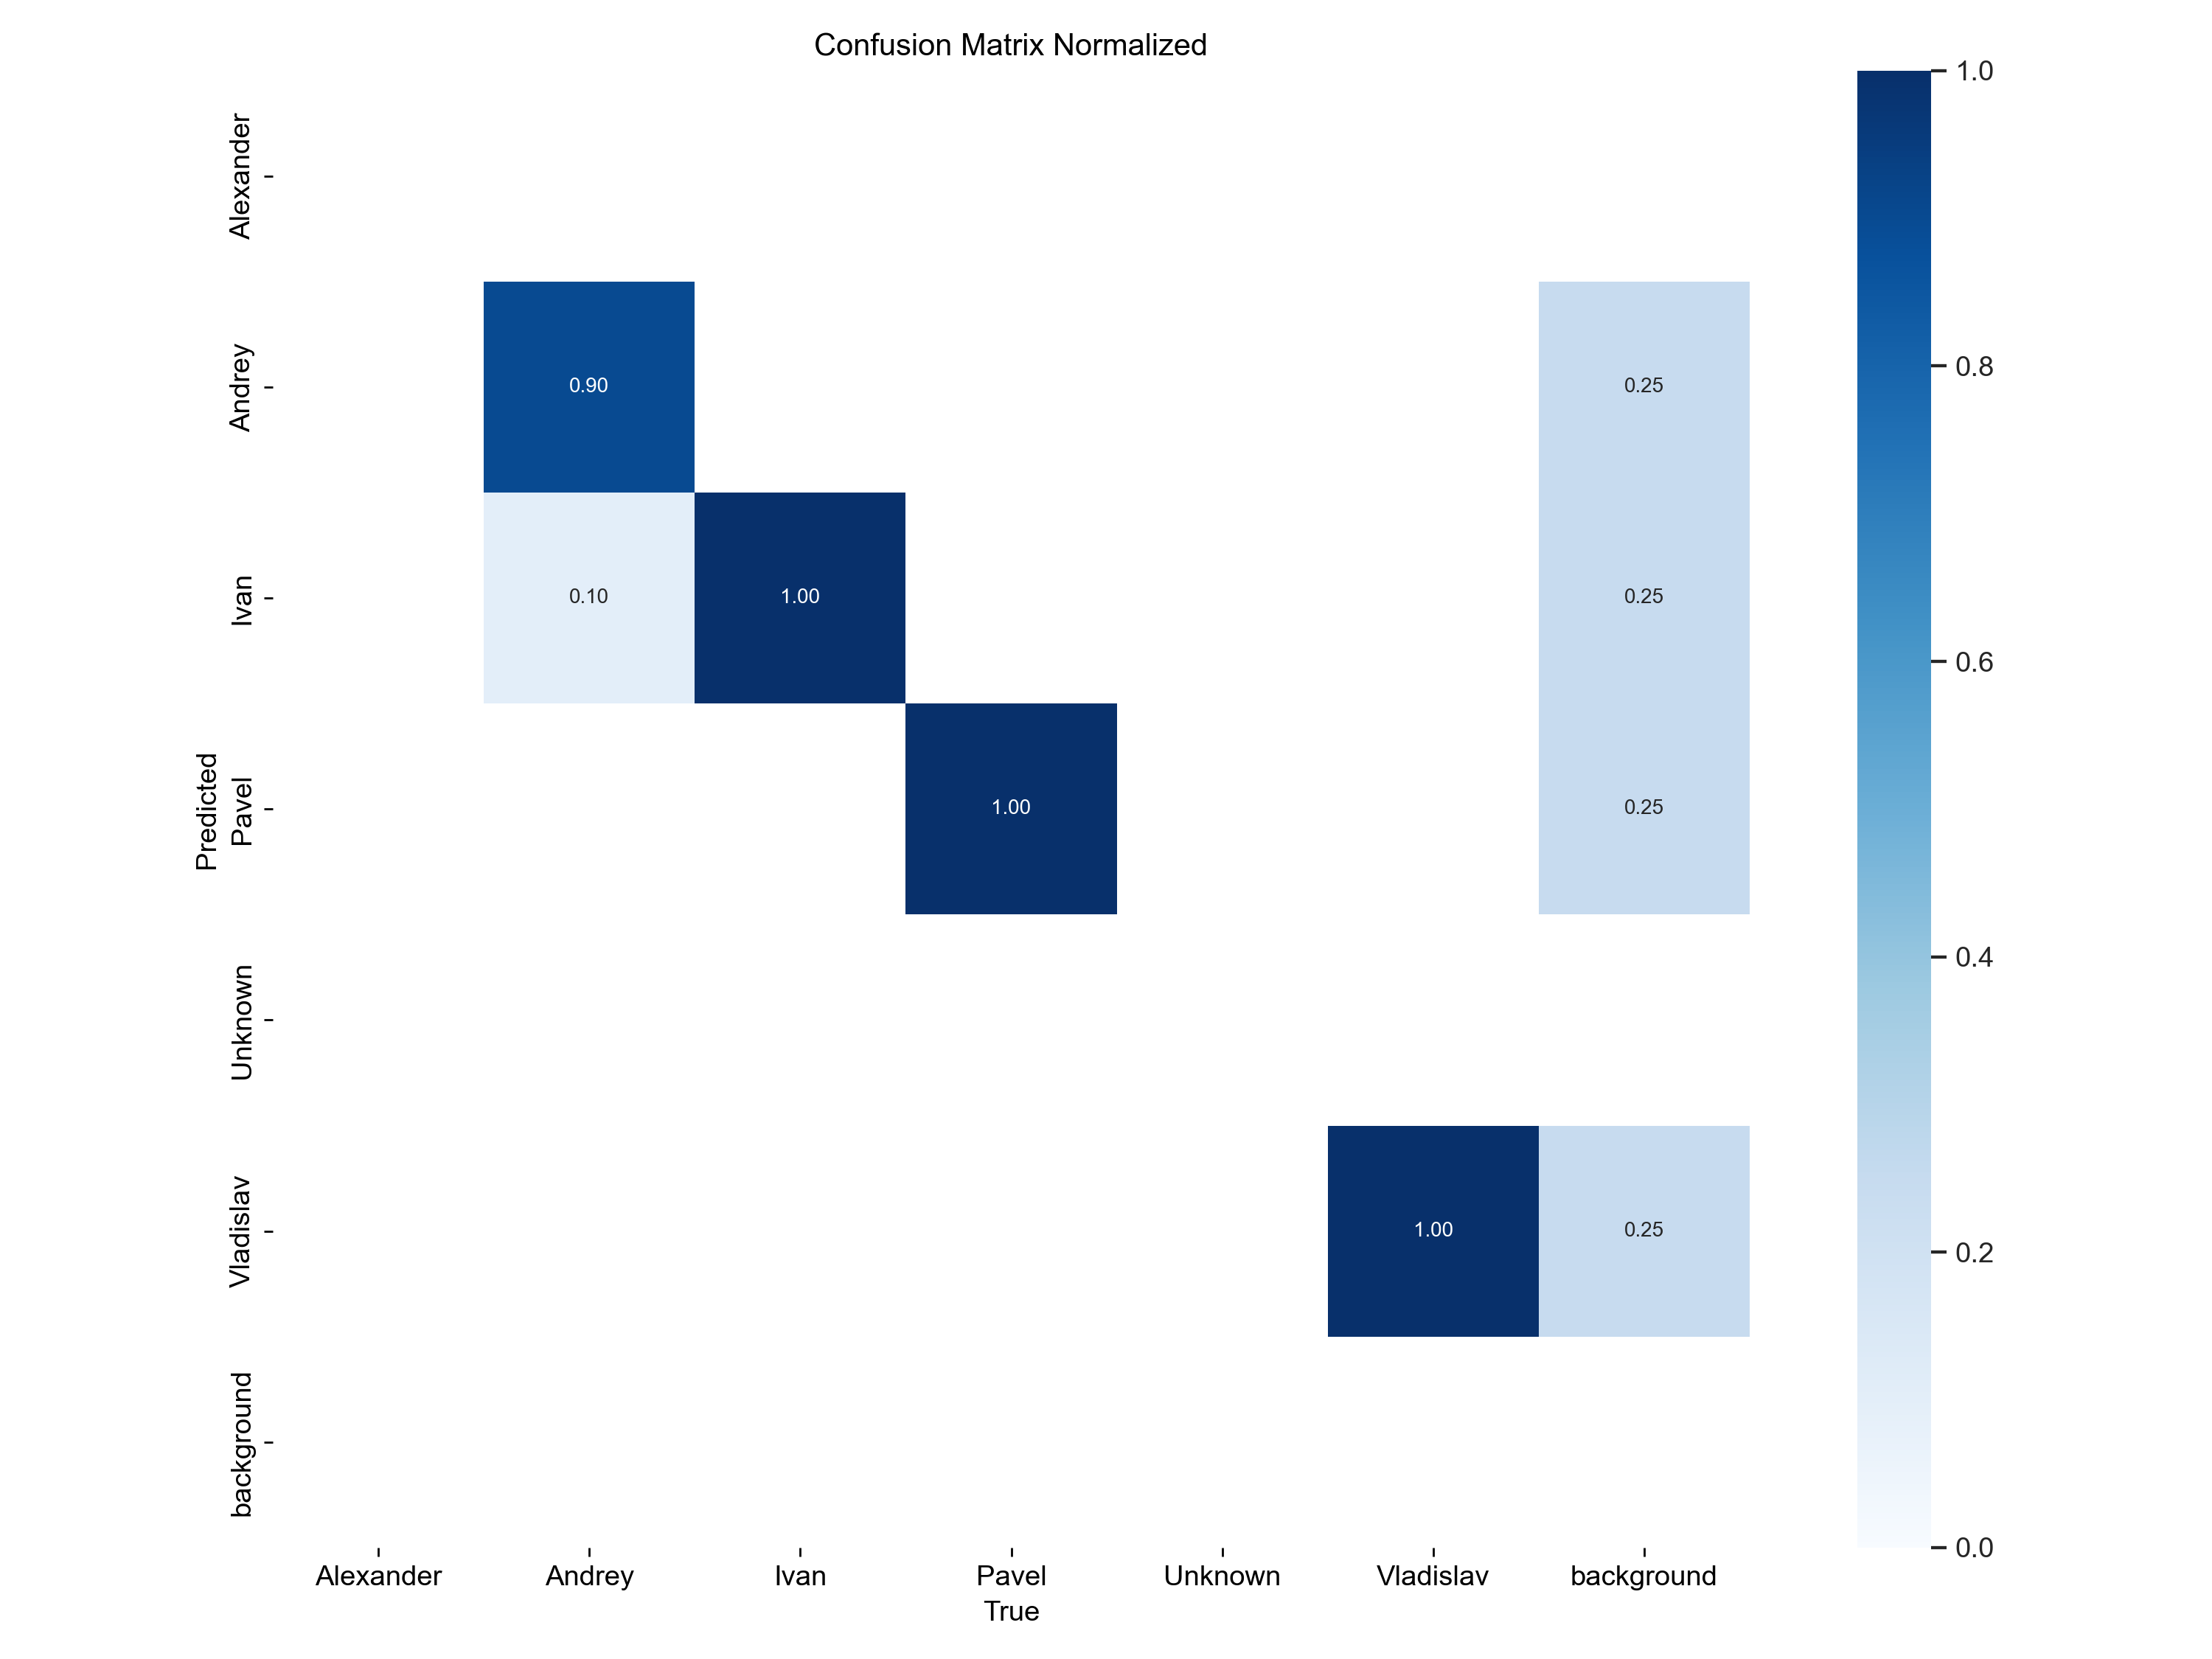 Confusion Matrix Normalized
Alexander
Andrey
Ivan
Pavel
Unknown
Vladislav
background
Predicted
0.90
0.25
0.10
1.00
0.25
1.00
0.25
1.00
0.25
Alexander
Andrey
Ivan
Pavel
Unknown
Vladislav
background
True
1.0
0.8
0.6
0.4
0.2
0.0